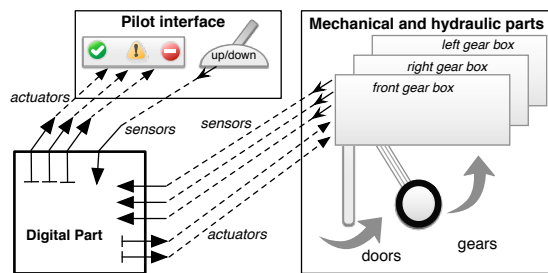 Pilot interface
up/down
actuators
sensors
Digital Part
sensors
actuators
Mechanical and hydraulic parts
left gear box
right gear box
front gear box
doors
gears